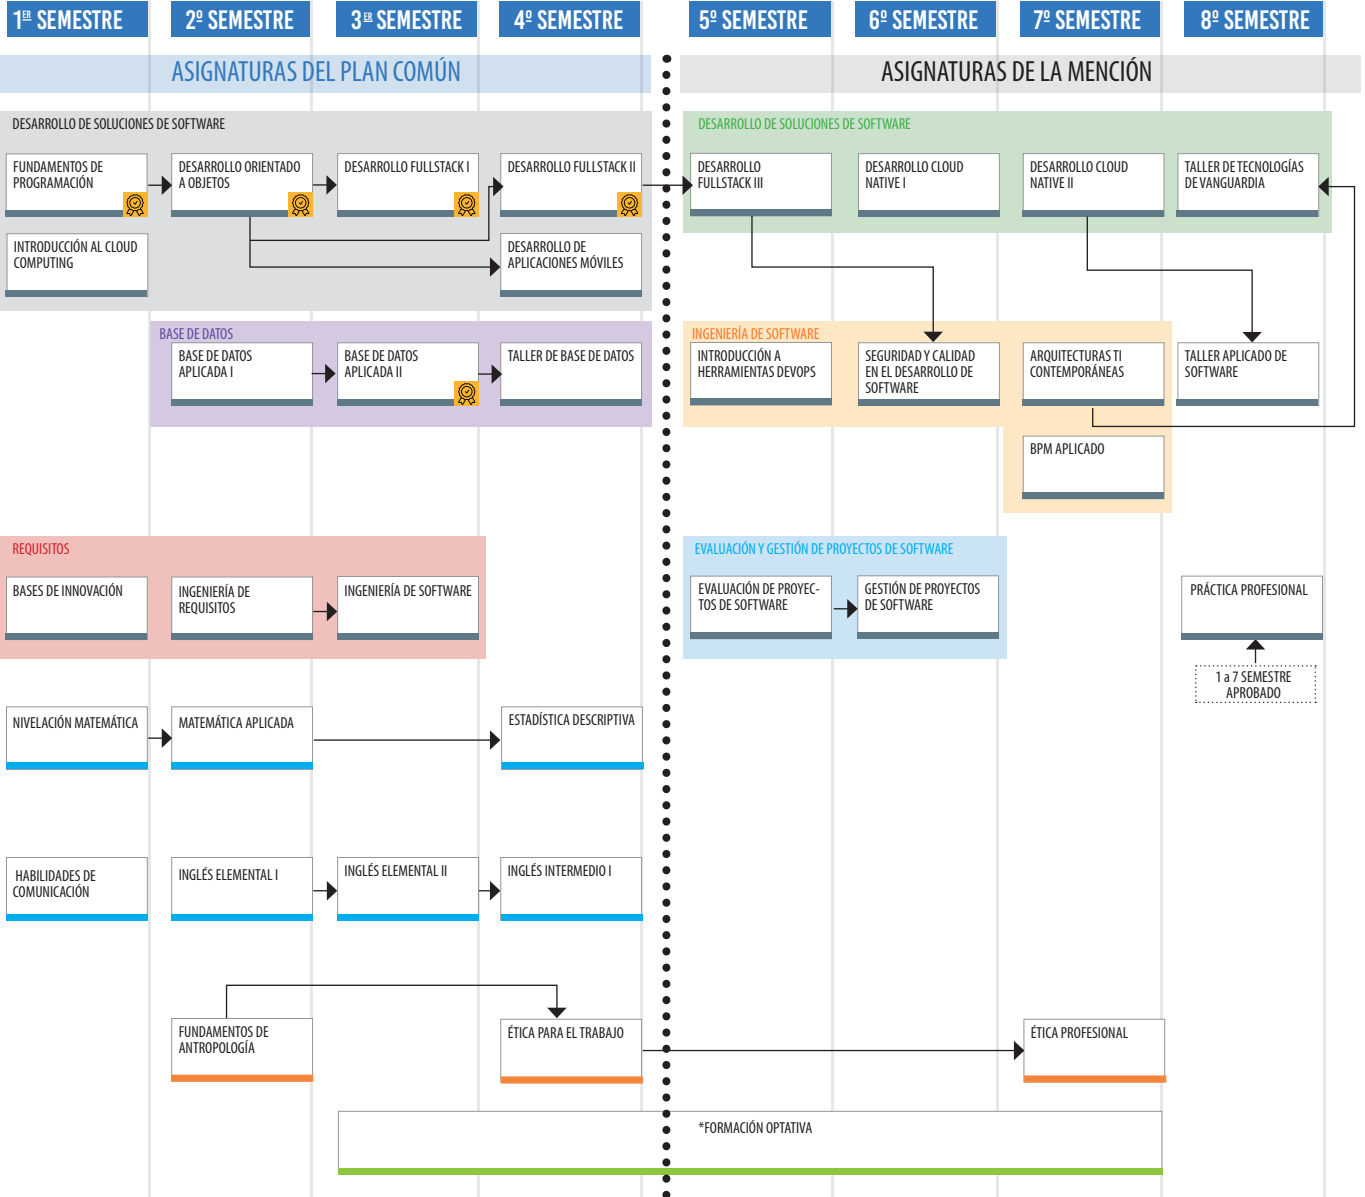 1ER SEMESTRE
2º SEMESTRE
3ER SEMESTRE
4º SEMESTRE
5º SEMESTRE
6º SEMESTRE
7º SEMESTRE
8º SEMESTRE
ASIGNATURAS DEL PLAN COMÚN
ASIGNATURAS DE LA MENCIÓN
DESARROLLO DE SOLUCIONES DE SOFTWARE
DESARROLLO DE SOLUCIONES DE SOFTWARE
FUNDAMENTOS DE
PROGRAMACIÓN
DESARROLLO ORIENTADO
A OBJETOS
DESARROLLO FULLSTACK I
DESARROLLO FULLSTACK II
DESARROLLO
FULLSTACK III
DESARROLLO CLOUD
NATIVE I
DESARROLLO CLOUD
NATIVE II
TALLER DE TECNOLOGÍAS
DE VANGUARDIA
INTRODUCCIÓN AL CLOUD
COMPUTING
DESARROLLO DE
APLICACIONES MÓVILES
BASE DE DATOS
INGENIERÍA DE SOFTWARE
BASE DE DATOS
APLICADA I
BASE DE DATOS
APLICADA II
TALLER DE BASE DE DATOS
INTRODUCCIÓN A
HERRAMIENTAS DEVOPS
SEGURIDAD Y CALIDAD
EN EL DESARROLLO DE
SOFTWARE
ARQUITECTURAS TI
CONTEMPORÁNEAS
TALLER APLICADO DE
SOFTWARE
BPM APLICADO
REQUISITOS
EVALUACIÓN Y GESTIÓN DE PROYECTOS DE SOFTWARE
BASES DE INNOVACIÓN
INGENIERÍA DE
REQUISITOS
INGENIERÍA DE SOFTWARE
EVALUACIÓN DE PROYEC-
TOS DE SOFTWARE
GESTIÓN DE PROYECTOS
DE SOFTWARE
PRÁCTICA PROFESIONAL
1 a 7 SEMESTRE
APROBADO
NIVELACIÓN MATEMÁTICA
MATEMÁTICA APLICADA
ESTADÍSTICA DESCRIPTIVA
HABILIDADES DE
COMUNICACIÓN
INGLÉS ELEMENTAL I
INGLÉS ELEMENTAL II
INGLÉS INTERMEDIO I
FUNDAMENTOS DE
ANTROPOLOGÍA
ÉTICA PARA EL TRABAJO
ÉTICA PROFESIONAL
*FORMACIÓN OPTATIVA